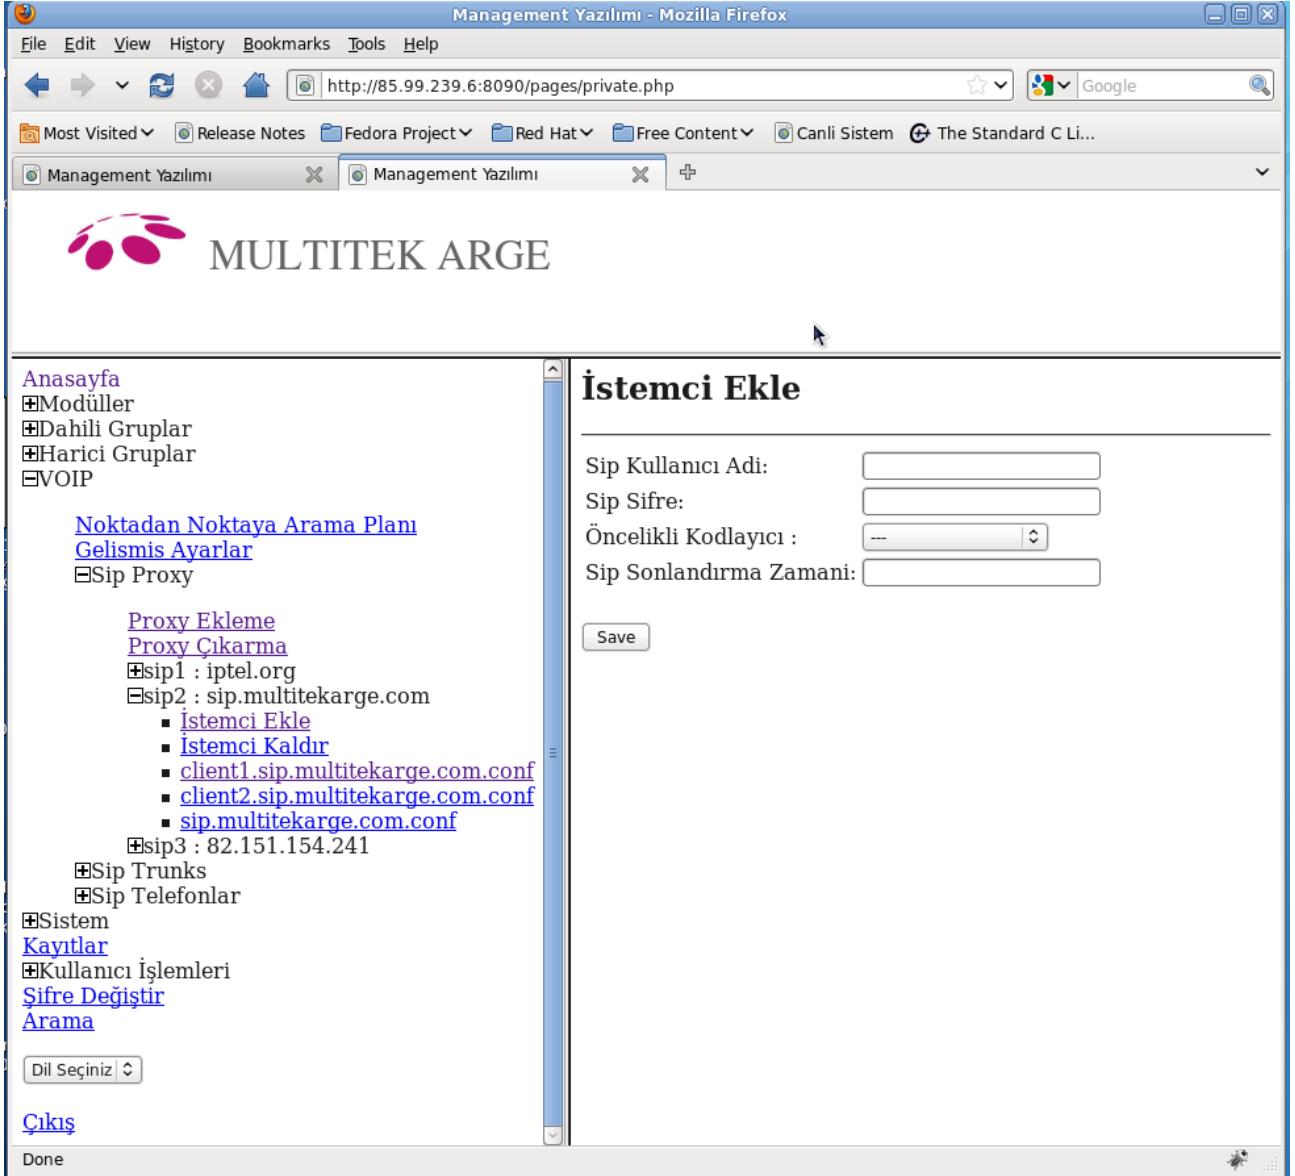 Management Yazılımı - Mozilla Firefox
File Edit View History Bookmarks Tools Help
http://85.99.239.6:8090/pages/private.php
Google
Most Visited Release Notes Fedora Project Red Hat Free Content Canli Sistem The Standard C Li...
Management Yazılımı Management Yazılımı
MULTITEK ARGE
Anasayfa
Modüller
Dahili Gruplar
Harici Gruplar
VOIP
Noktadan Noktaya Arama Planı
Gelismis Ayarlar
Sip Proxy
Proxy Ekleme
Proxy Çıkarma
sip1 : iptel.org
sip2 : sip.multitekarge.com
İstemci Ekle
İstemci Kaldır
client1.sip.multitekarge.com.conf
client2.sip.multitekarge.com.conf
sip.multitekarge.com.conf
sip3 : 82.151.154.241
Sip Trunks
Sip Telefonlar
Sistem
Kayıtlar
Kullanıcı İşlemleri
Şifre Değiştir
Arama
Dil Seçiniz
Çıkış
İstemci Ekle
Sip Kullanıcı Adi:
Sip Sifre:
Öncelikli Kodlayıcı : ---
Sip Sonlandırma Zamani:
Save
Done